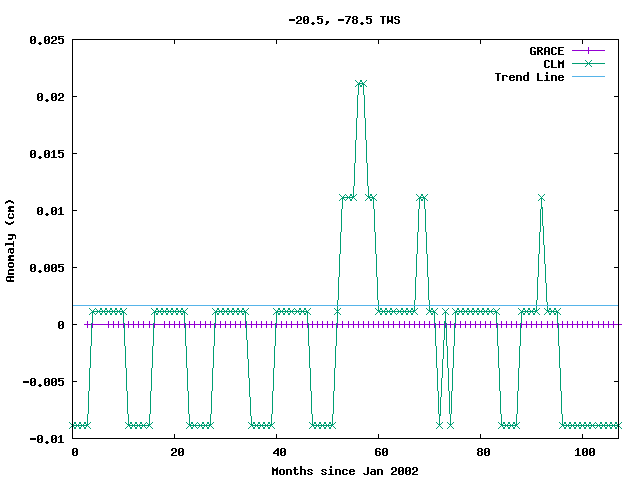 -20.5, -78.5 TWS
0.025
GRACE
CLM
Trend Line
0.02
0.015
0.01
0.005
0
-0.005
-0.01
Anomaly (cm)
0 20 40 60 80 100
Months since Jan 2002